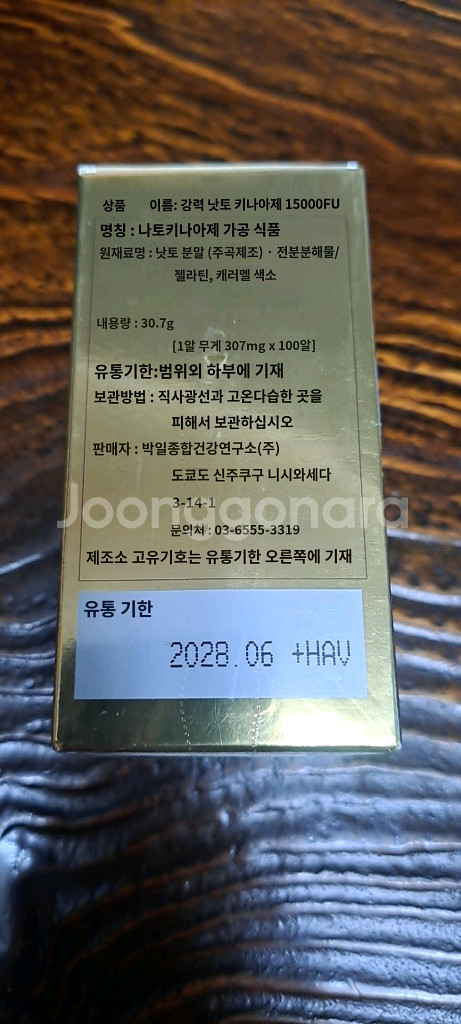 상품 이름: 강력 낫토 키나아제 15000FU
명칭 : 나토키나아제 가공 식품
원재료명 : 낫토 분말 (주곡제조) · 전분분해물/
젤라틴, 캐러멜 색소
내용량 : 30.7g
[1알 무게 307mg x 100알]
유통기한:범위외 하부에 기재
보관방법 : 직사광선과 고온다습한 곳을
피해서 보관하십시오
판매자 : 박일종합건강연구소(주)
도쿄도 신주쿠구 니시와세다
3-14-1
Joonggonara
문의처 : 03-6555-3319
제조소 고유기호는 유통기한 오른쪽에 기재
유통 기한
2028.06 +HAV